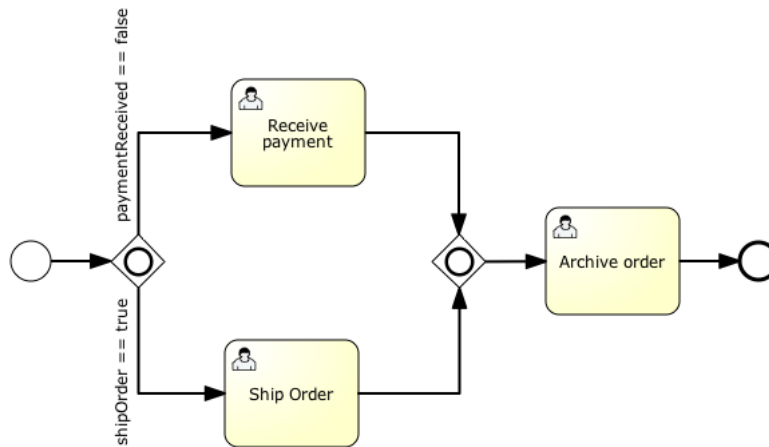 paymentReceived == false
Receive
payment
Archive order
shipOrder == true
Ship Order